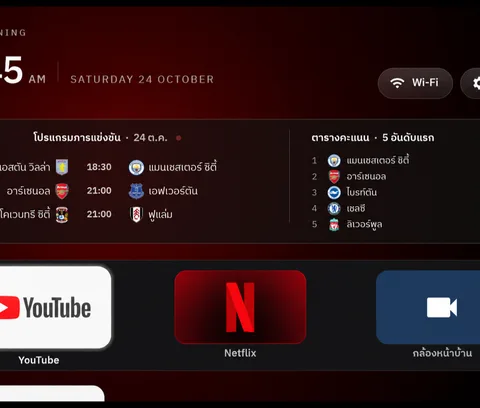 NING
45 AM
SATURDAY 24 OCTOBER
Wi-Fi
โปรแกรมการแข่งขัน · 24 ต.ค.
แอสตัน วิลล่า 18:30 แมนเชสเตอร์ ซิตี้
อาร์เซนอล 21:00 เอฟเวอร์ตัน
โคเวบทรี ซิตี้ 21:00 ฟูแล่ม
ตารางคะแนน · 5 อันดับแรก
1 แมนเชสเตอร์ ซิตี้
2 อาร์เซนอล
3 ไบรท์ตัน
4 เชลซี
5 ลิเวอร์พูล
YouTube
YouTube
N
Netflix
กล้องหน้าบ้าน